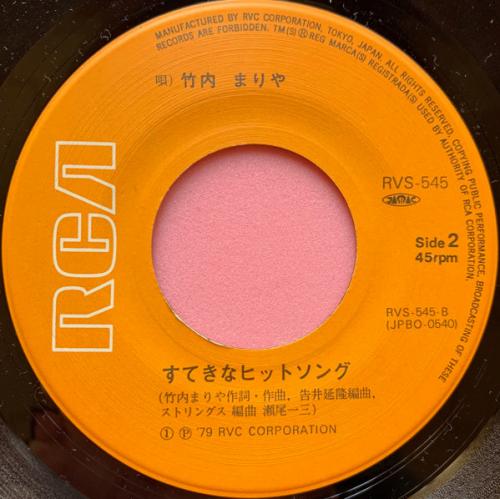 MANUFACTURED BY RVC CORPORATION, TOKYO, JAPAN. ALL RIGHTS RESERVED. COPYING PUBLIC PERFORMANCE, BROADCASTING OF THESE
RECORDS ARE FORBIDDEN. TM(S)®REG MARCA(S) REGISTRADA(S) USED BY AUTHORITY OF RCA CORPORATION.
唄) 竹内 まりや
RCA
RVS-545
JASRAC
Side 2
45rpm
RVS-545-B
(JPBO-0540)
すてきなヒットソング
(竹内まりや作詞・作曲, 告井延隆編曲,
ストリングス 編曲 瀬尾一三)
① Ⓟ '79 RVC CORPORATION